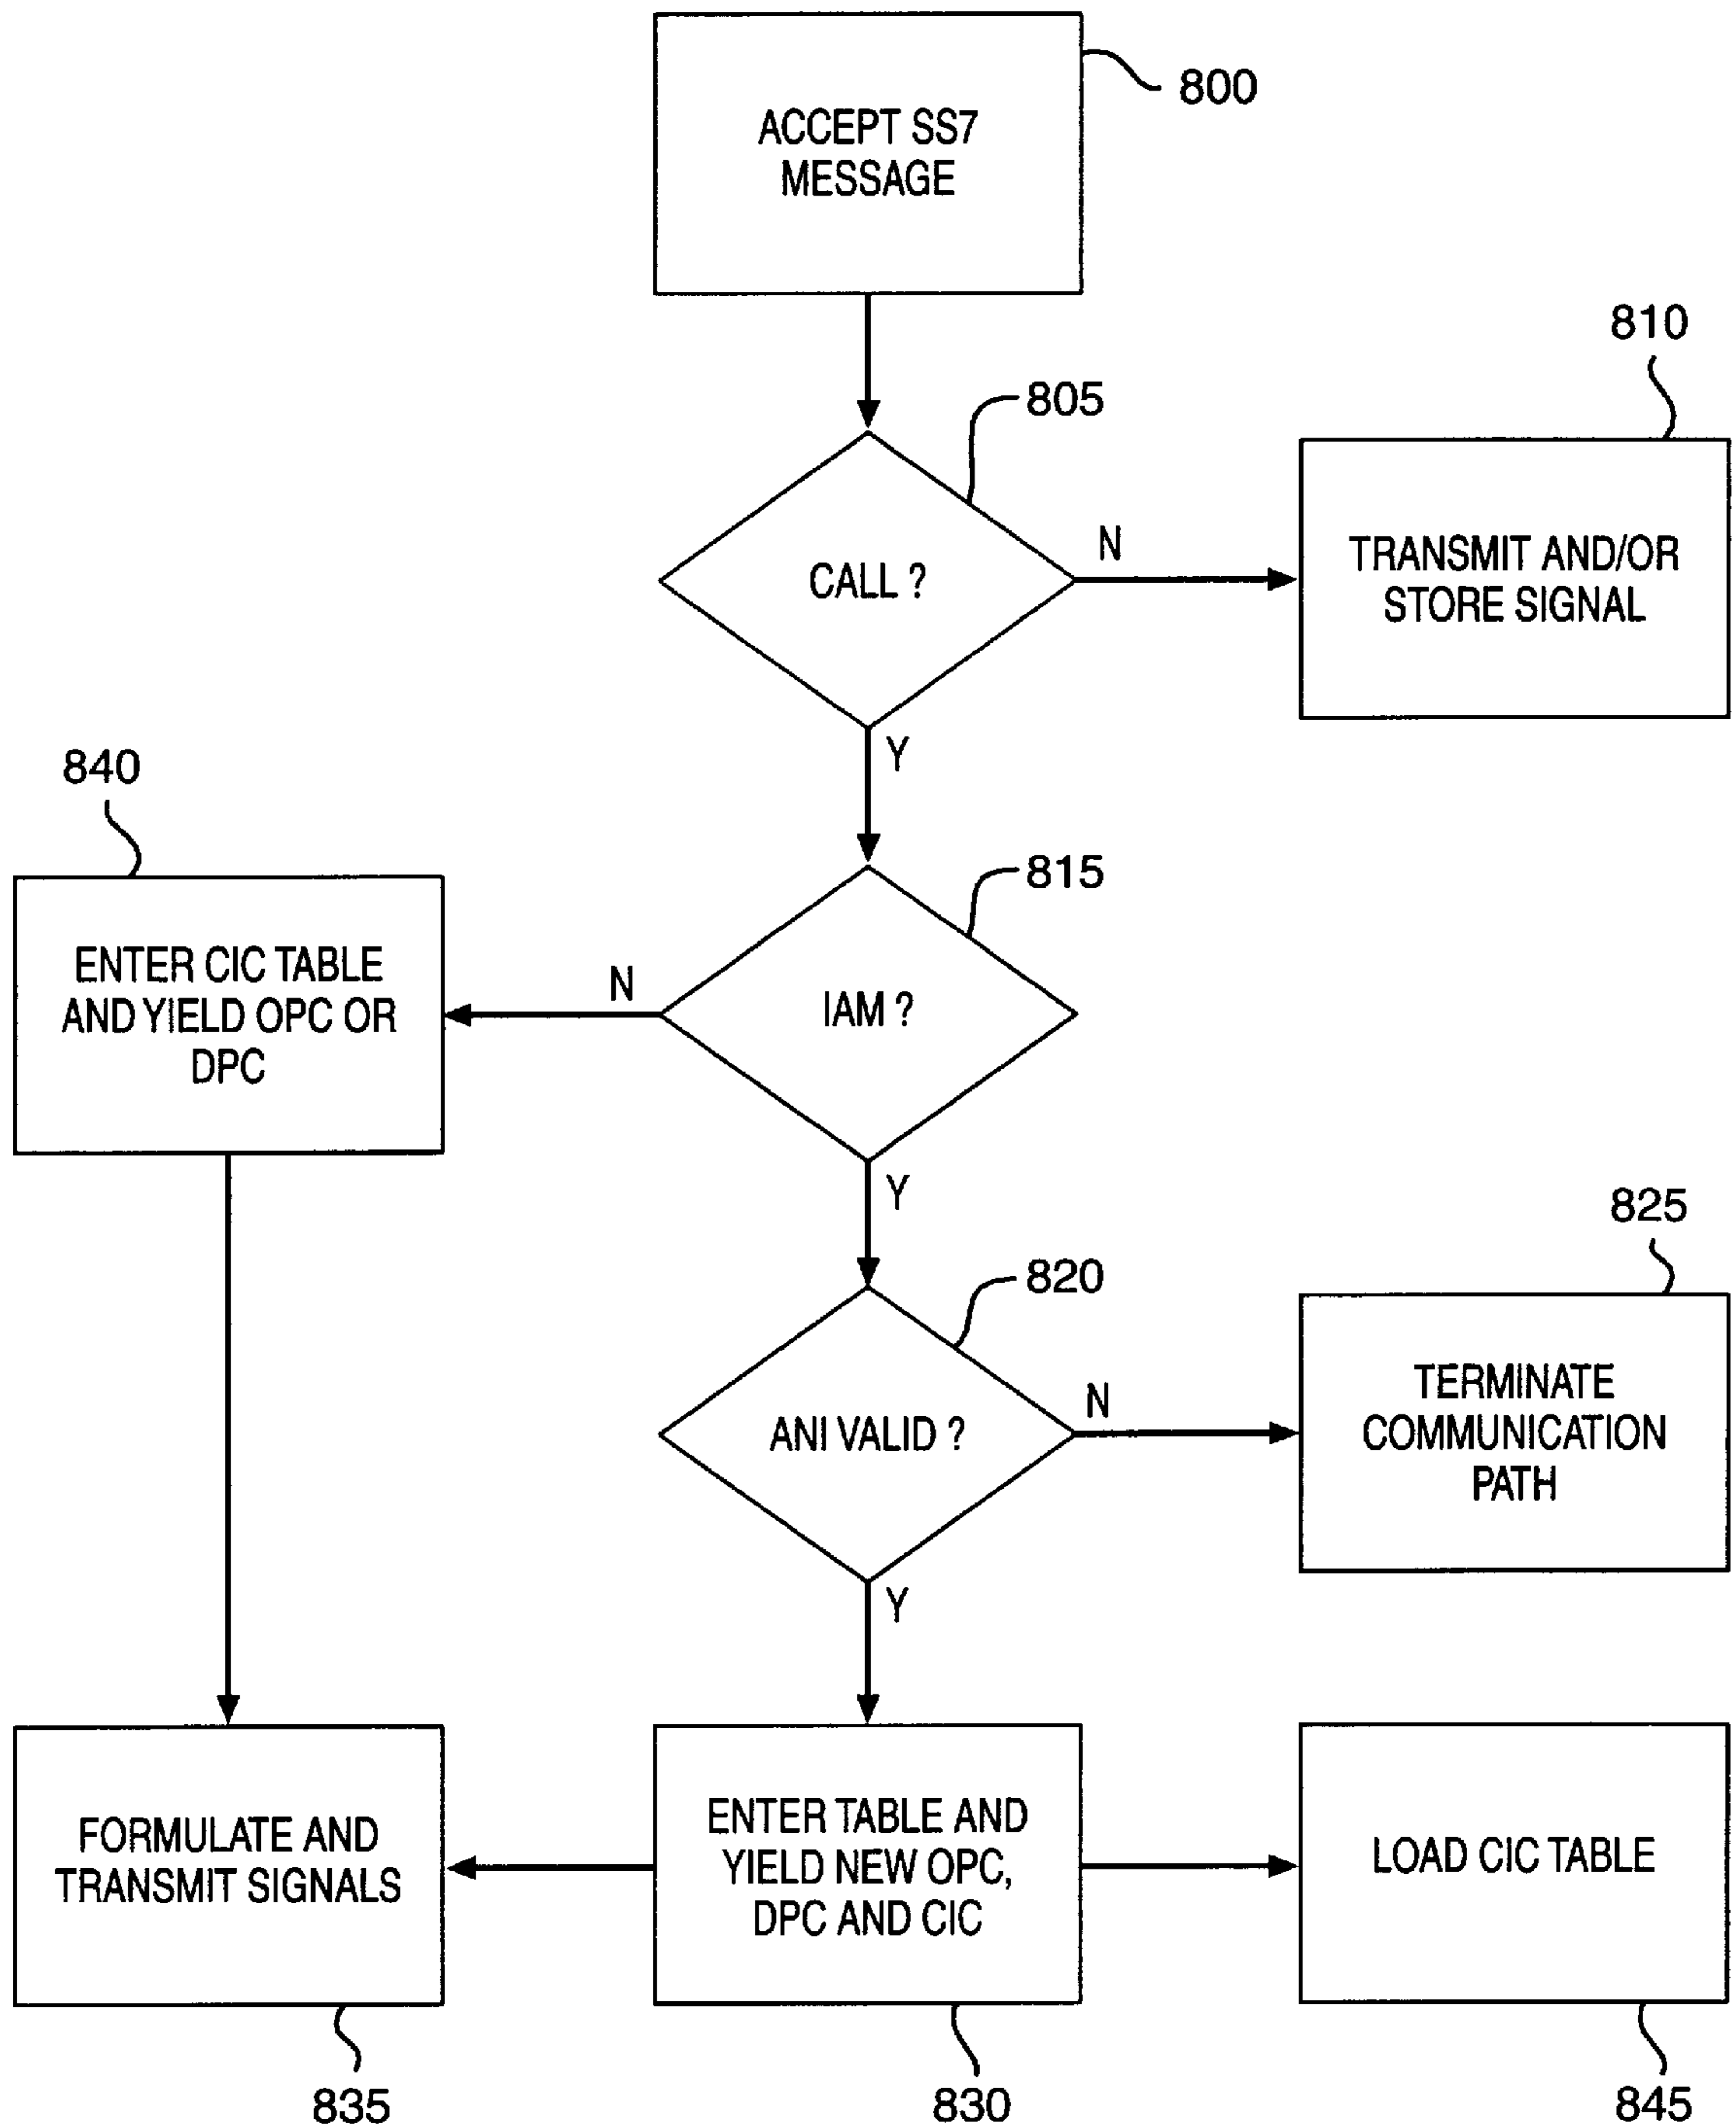 ACCEPT SS7
MESSAGE
800
805
CALL ?
N
Y
810
TRANSMIT AND/OR
STORE SIGNAL
840
ENTER CIC TABLE
AND YIELD OPC OR
DPC
815
IAM ?
N
Y
820
ANI VALID ?
N
Y
825
TERMINATE
COMMUNICATION
PATH
FORMULATE AND
TRANSMIT SIGNALS
835
ENTER TABLE AND
YIELD NEW OPC,
DPC AND CIC
830
LOAD CIC TABLE
845